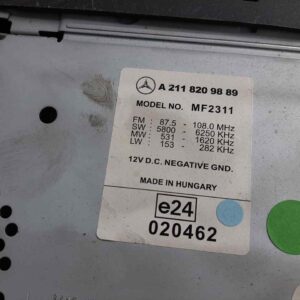 A 211 820 98 89
MODEL NO. MF2311
FM : 87.5 - 108.0 MHz
SW : 5800 - 6250 KHz
MW : 531 - 1620 KHz
LW : 153 - 282 KHz
12V D.C. NEGATIVE GND.
MADE IN HUNGARY
e24
020462